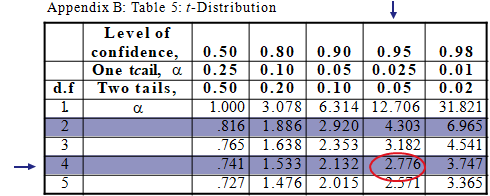 Appendix B: Table 5: t-Distribution
Level of
confidence, 0.50 0.80 0.90 0.95 0.98
One tcail, α 0.25 0.10 0.05 0.025 0.01
d.f Two tails, 0.50 0.20 0.10 0.05 0.02
1. α 1.000 3.078 6.314 12.706 31.821
2 .816 1.886 2.920 4.303 6.965
3 .765 1.638 2.353 3.182 4.541
4 .741 1.533 2.132 2.776 3.747
5 .727 1.476 2.015 2.571 3.365